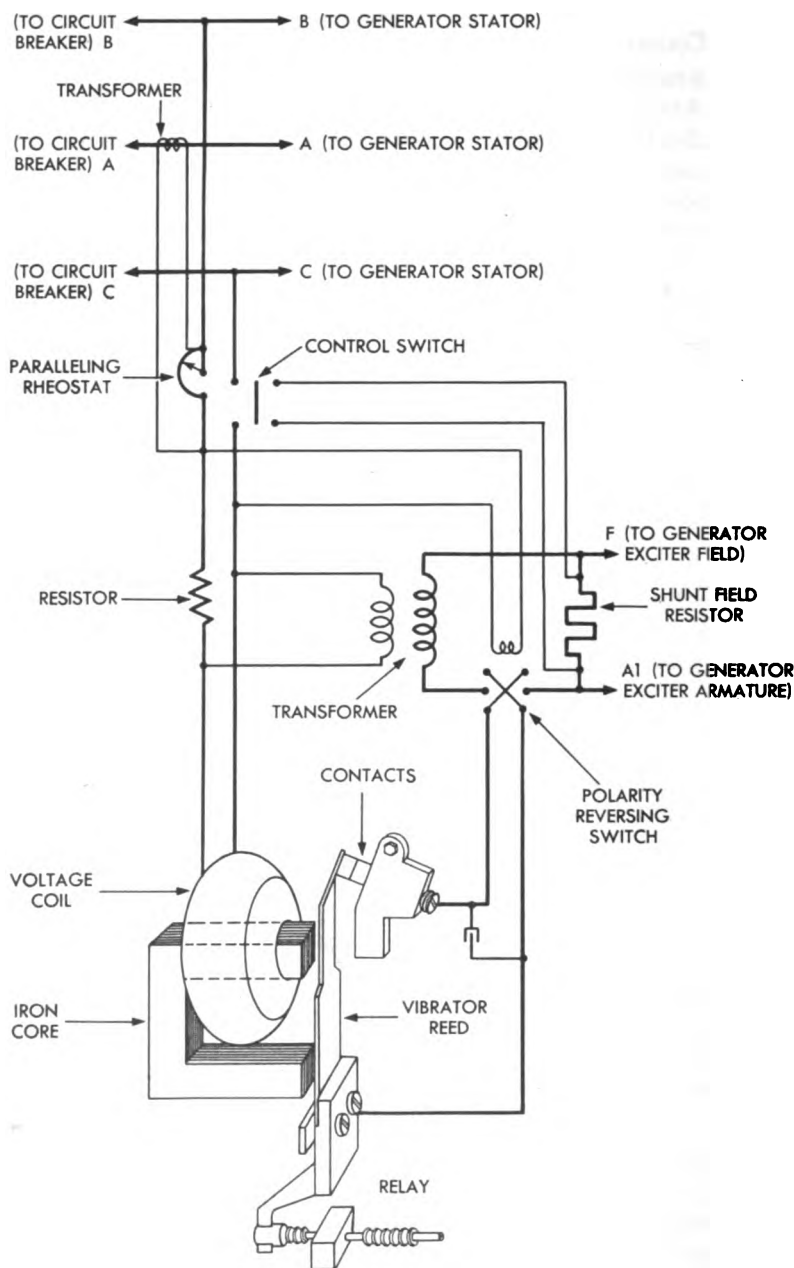 (TO CIRCUIT
BREAKER) B
B (TO GENERATOR STATOR)
TRANSFORMER
(TO CIRCUIT
BREAKER) A
A (TO GENERATOR STATOR)
(TO CIRCUIT
BREAKER) C
C (TO GENERATOR STATOR)
CONTROL SWITCH
PARALLELING
RHEOSTAT
F (TO GENERATOR
EXCITER FIELD)
RESISTOR
SHUNT FIELD
RESISTOR
A1 (TO GENERATOR
EXCITER ARMATURE)
TRANSFORMER
CONTACTS
POLARITY
REVERSING
SWITCH
VOLTAGE
COIL
IRON
CORE
VIBRATOR
REED
RELAY